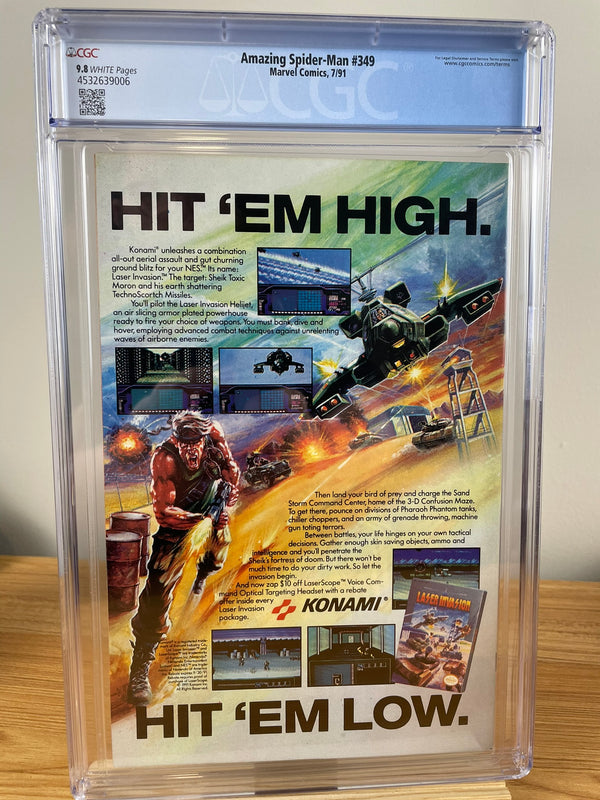 CGC
9.8 WHITE Pages
4532639006
Amazing Spider-Man #349
Marvel Comics, 7/91
For Legal Disclaimer and Service Terms please visit
www.cgccomics.com/terms
CGC
HIT 'EM HIGH.
Konami® unleashes a combination
all-out aerial assault and gut churning
ground blitz for your NES.™ Its name:
Laser Invasion.™ The target: Sheik Toxic
Moron and his earth shattering
TechnoScortch Missiles.
You'll pilot the Laser Invasion Helijet,
an air slicing armor plated powerhouse
ready to fire your choice of weapons. You must bank, dive and
hover, employing advanced combat techniques against unrelenting
waves of airborne enemies.
Then land your bird of prey and charge the Sand
Storm Command Center, home of the 3-D Confusion Maze.
To get there, pounce on divisions of Pharaoh Phantom tanks,
chiller choppers, and an army of grenade throwing, machine
gun toting terrors.
Between battles, your life hinges on your own tactical
decisions. Gather enough skin saving objects, ammo and
intelligence and you'll penetrate the
Sheik's fortress of doom. But there won't be
much time to do your dirty work. So let the
invasion begin.
And now zap $10 off LaserScope™ Voice Com-
mand Optical Targeting Headset with a rebate
offer inside every
Laser Invasion
package.
KONAMI®
LASER INVASION
HIT 'EM LOW.